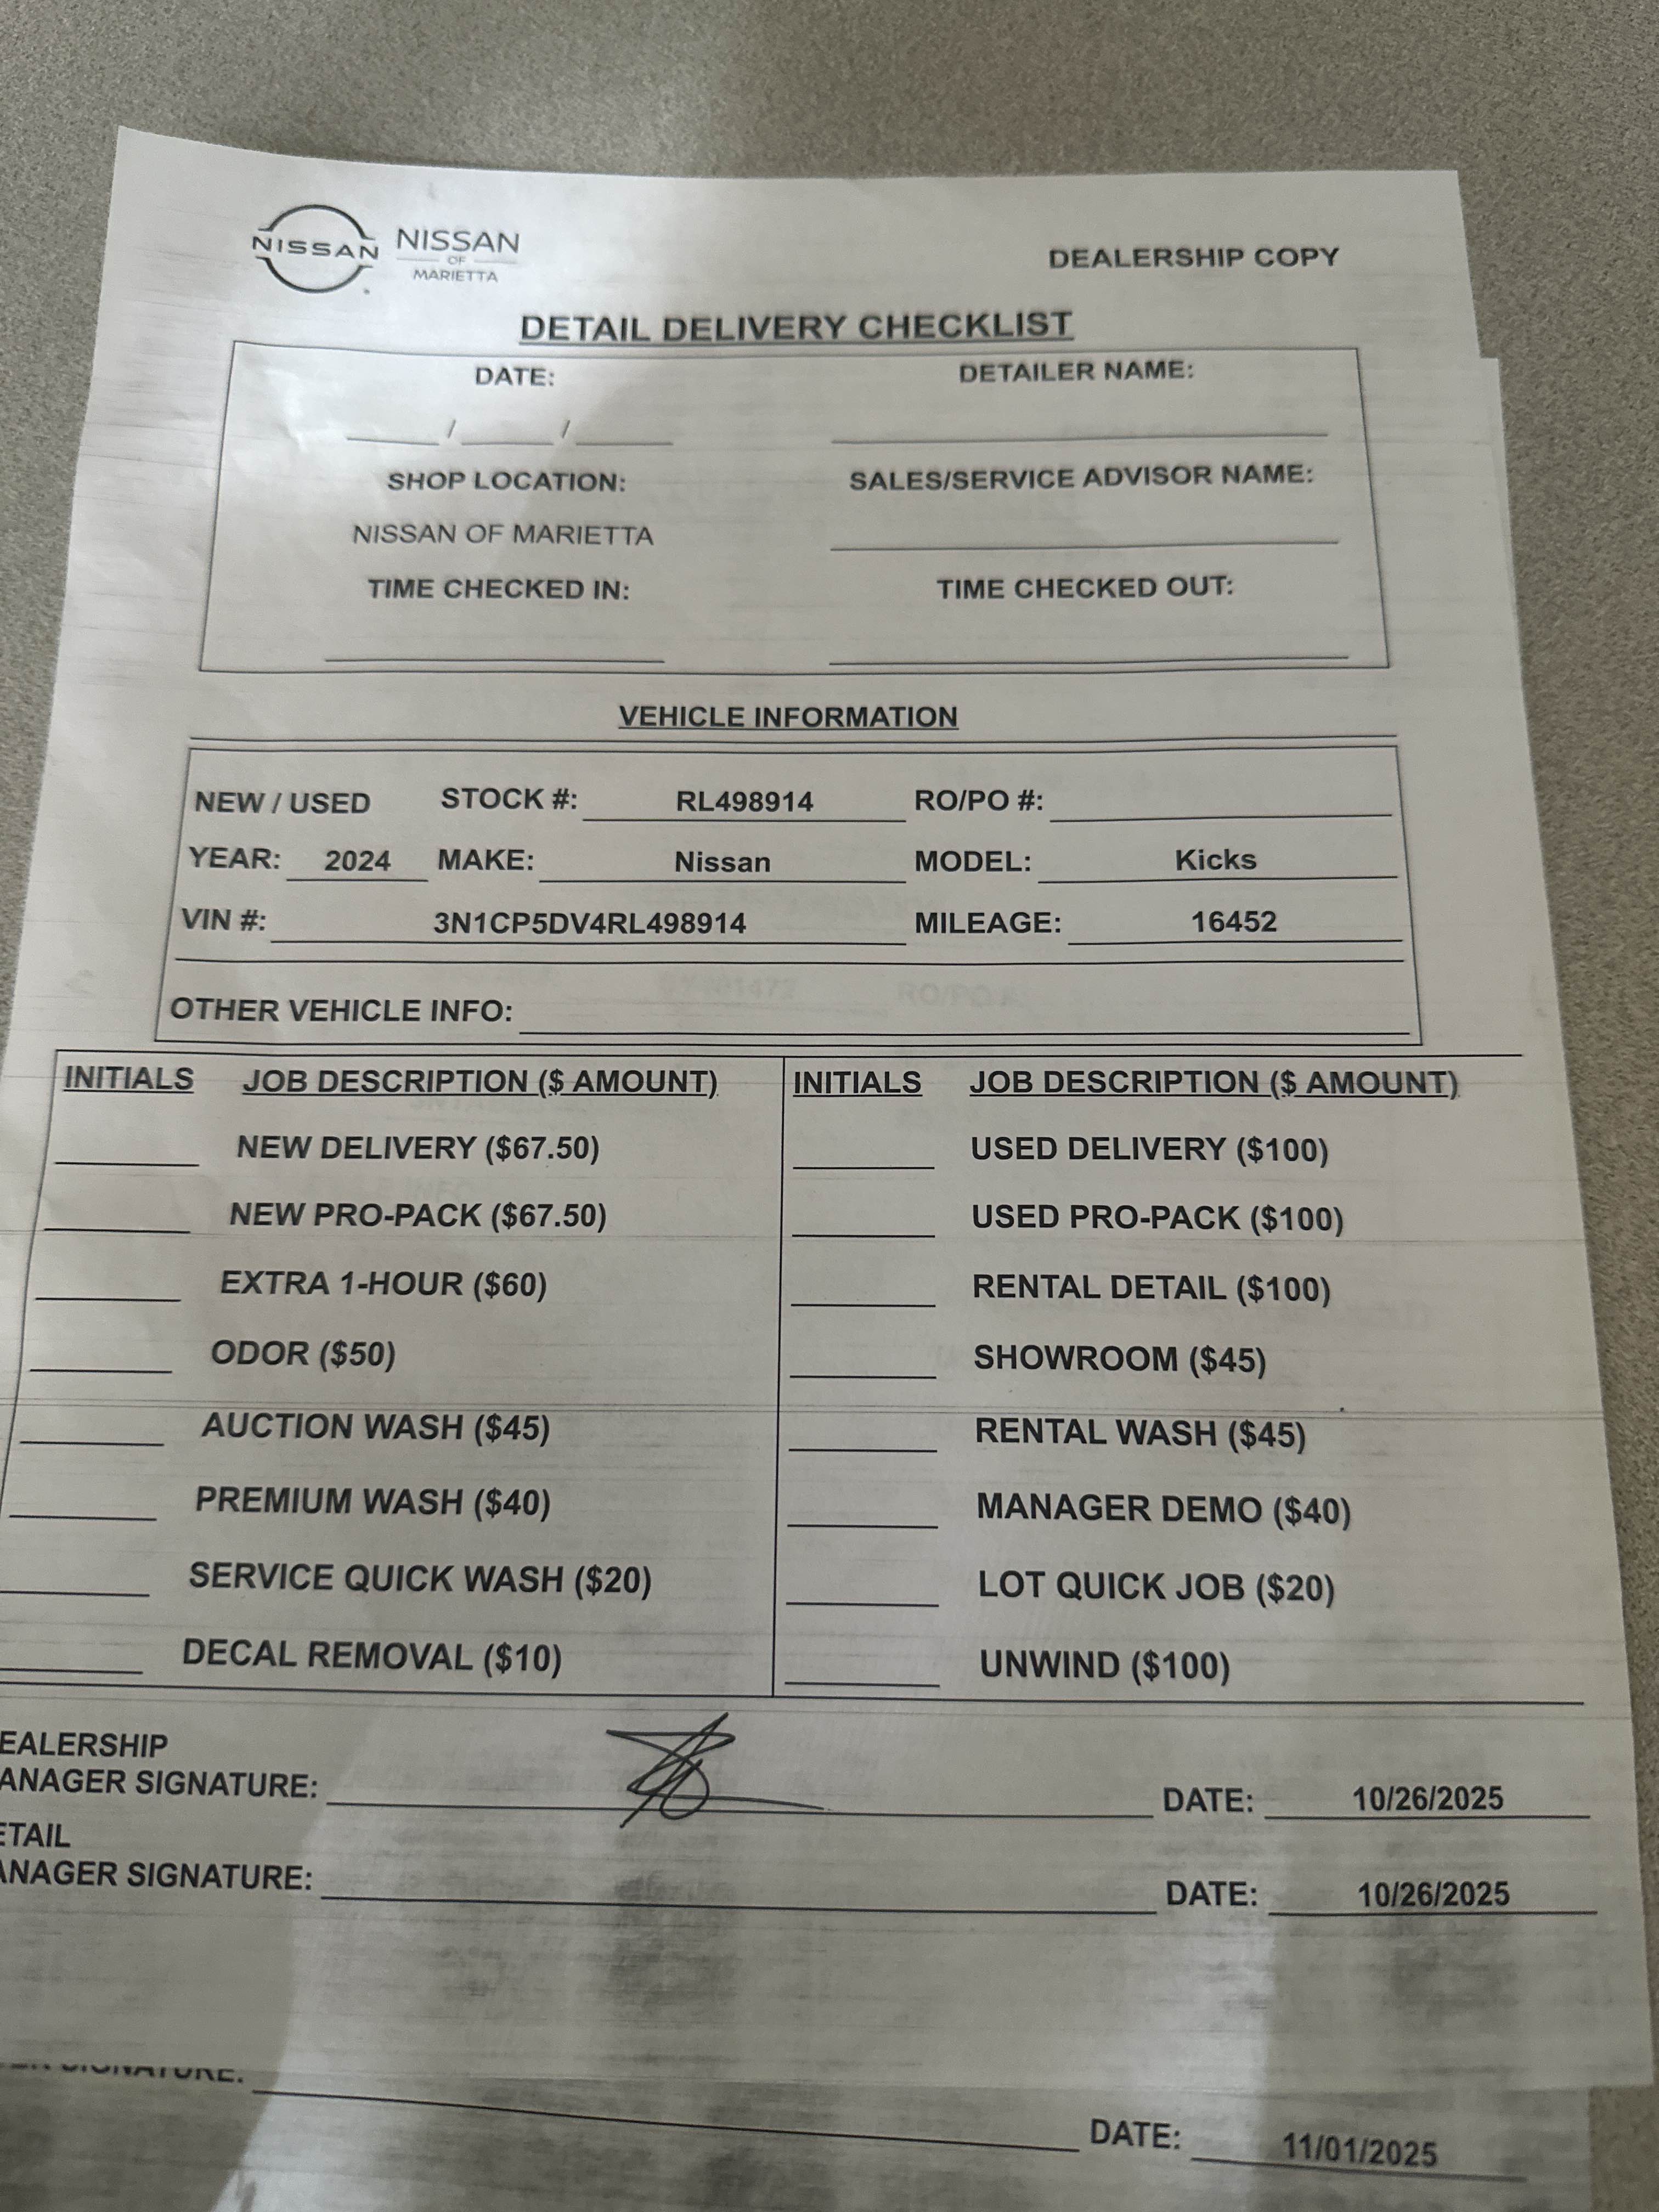 NISSAN
NISSAN
OF
MARIETTA
DEALERSHIP COPY
DETAIL DELIVERY CHECKLIST
DATE: DETAILER NAME:
/ /
SHOP LOCATION: SALES/SERVICE ADVISOR NAME:
NISSAN OF MARIETTA
TIME CHECKED IN: TIME CHECKED OUT:
VEHICLE INFORMATION
NEW / USED STOCK #: RL498914 RO/PO #:
YEAR: 2024 MAKE: Nissan MODEL: Kicks
VIN #: 3N1CP5DV4RL498914 MILEAGE: 16452
OTHER VEHICLE INFO:
INITIALS JOB DESCRIPTION ($ AMOUNT) INITIALS JOB DESCRIPTION ($ AMOUNT)
NEW DELIVERY ($67.50) USED DELIVERY ($100)
NEW PRO-PACK ($67.50) USED PRO-PACK ($100)
EXTRA 1-HOUR ($60) RENTAL DETAIL ($100)
ODOR ($50) SHOWROOM ($45)
AUCTION WASH ($45) RENTAL WASH ($45)
PREMIUM WASH ($40) MANAGER DEMO ($40)
SERVICE QUICK WASH ($20) LOT QUICK JOB ($20)
DECAL REMOVAL ($10) UNWIND ($100)
EALERSHIP
ANAGER SIGNATURE: DATE: 10/26/2025
ETAIL
ANAGER SIGNATURE: DATE: 10/26/2025
SIGNATURE:
DATE: 11/01/2025